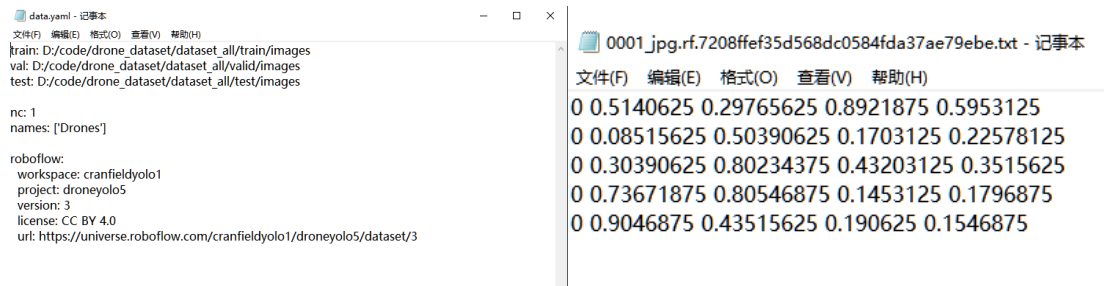 data.yaml - 记事本
文件(F) 编辑(E) 格式(O) 查看(V) 帮助(H)
train: D:/code/drone_dataset/dataset_all/train/images
val: D:/code/drone_dataset/dataset_all/valid/images
test: D:/code/drone_dataset/dataset_all/test/images
nc: 1
names: ['Drones']
roboflow:
workspace: cranfieldyolo1
project: droneyolo5
version: 3
license: CC BY 4.0
url: https://universe.roboflow.com/cranfieldyolo1/droneyolo5/dataset/3
0001_jpg.rf.7208ffef35d568dc0584fda37ae79ebe.txt - 记事本
文件(F) 编辑(E) 格式(O) 查看(V) 帮助(H)
0 0.5140625 0.29765625 0.8921875 0.5953125
0 0.08515625 0.50390625 0.1703125 0.22578125
0 0.30390625 0.80234375 0.43203125 0.3515625
0 0.73671875 0.80546875 0.1453125 0.1796875
0 0.9046875 0.43515625 0.190625 0.1546875